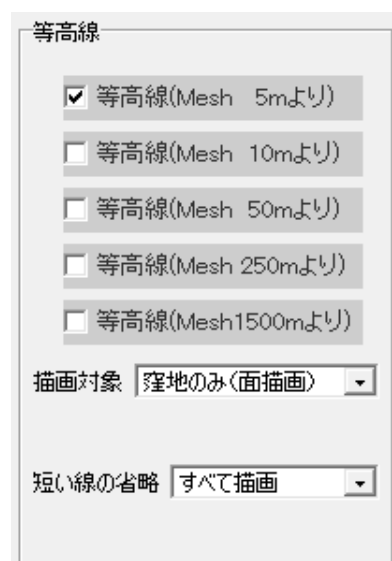 等高線
等高線(Mesh 5mより)
等高線(Mesh 10mより)
等高線(Mesh 50mより)
等高線(Mesh 250mより)
等高線(Mesh1500mより)
描画対象 窪地のみ(面描画)
短い線の省略 すべて描画